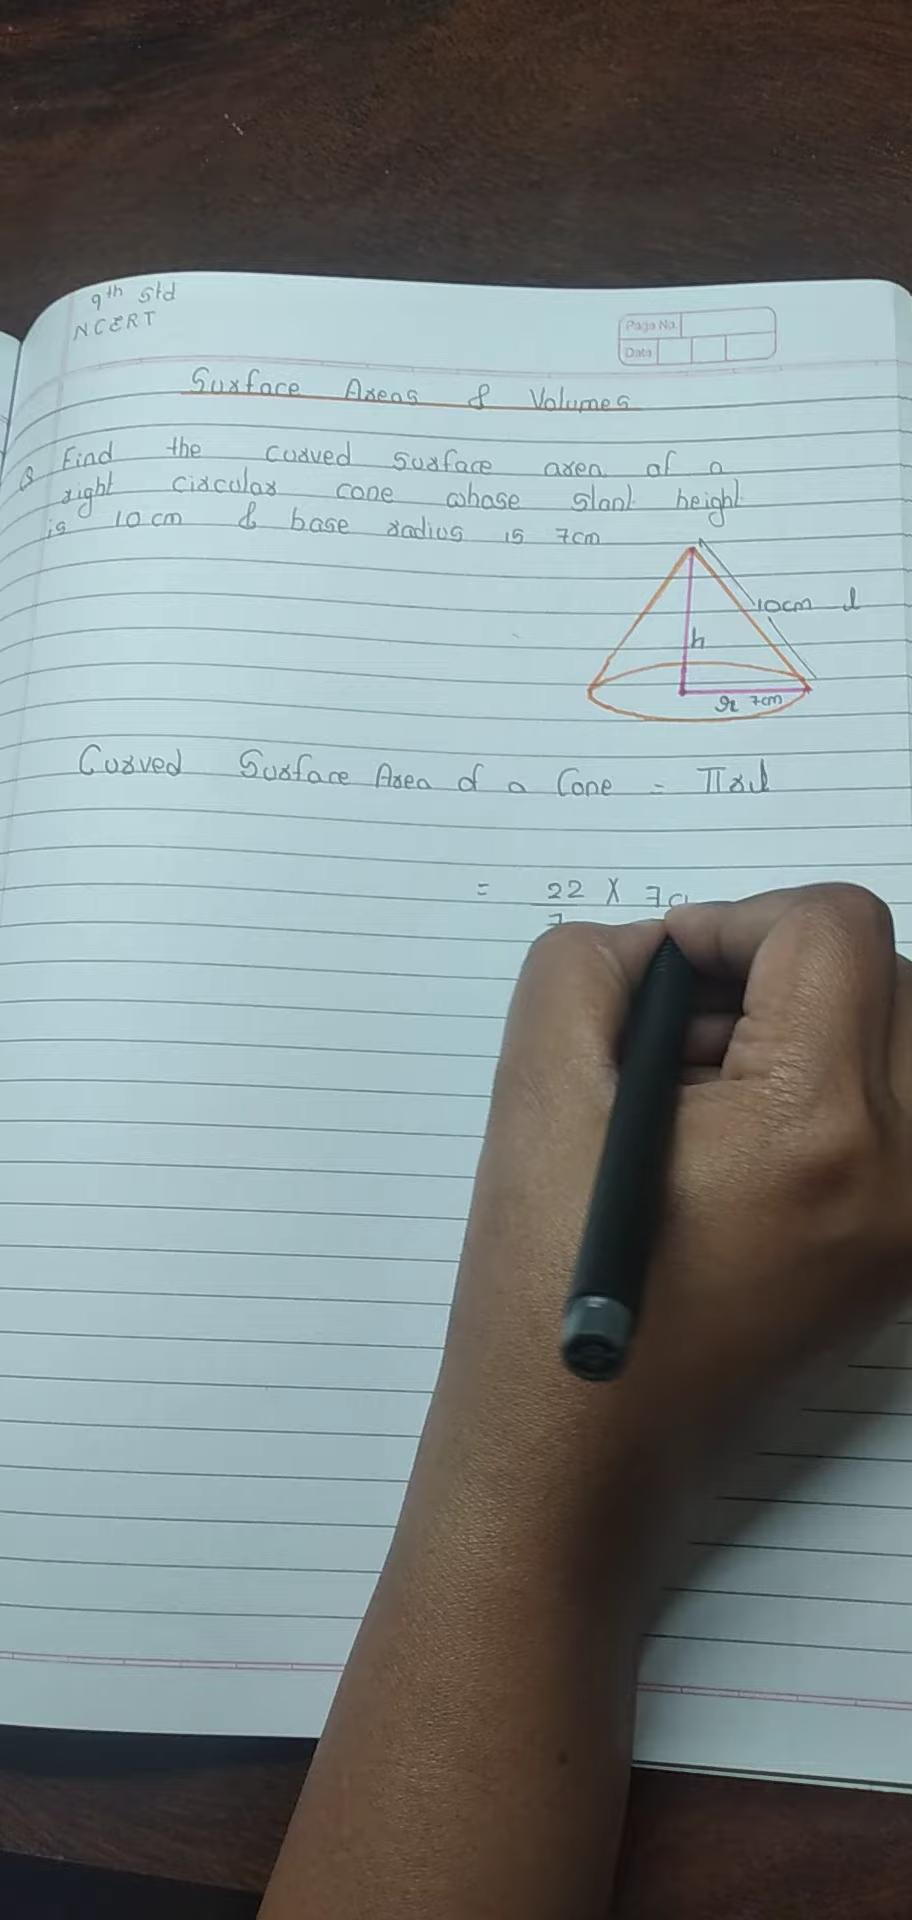 9th std
NCERT
Page No.
Date
Surface Areas & Volumes
Q Find the curved surface area of a
right circular cone whose slant height
is 10 cm & base radius is 7cm
10cm l
h
r 7cm
Curved Surface Area of a Cone = πrl
= 22 X 7c
7